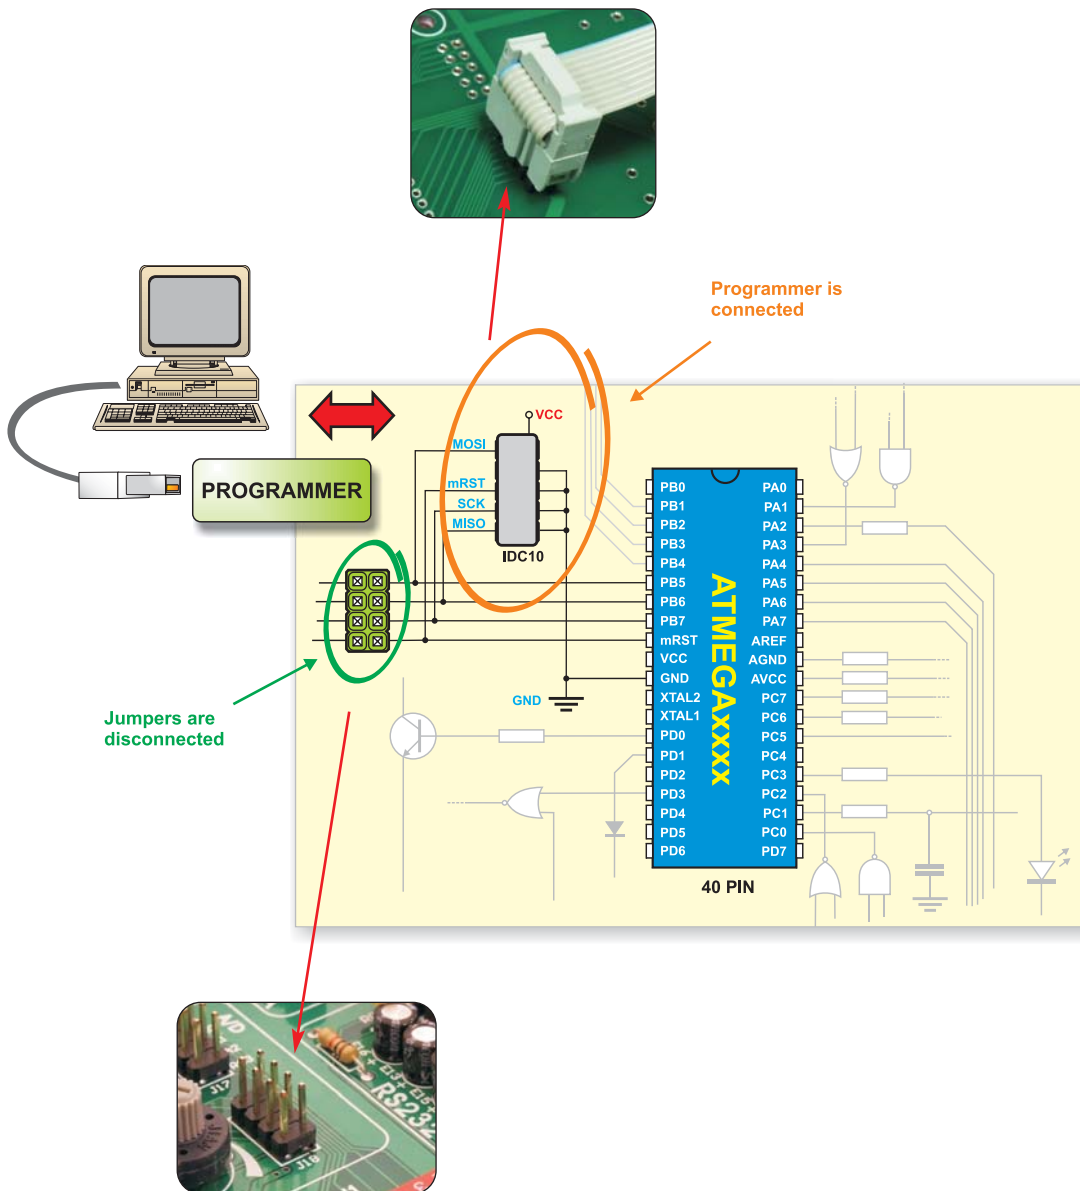 Programmer is
connected
VCC
MOSI
mRST
SCK
MISO
IDC10
PROGRAMMER
Jumpers are
disconnected
GND
PB0
PB1
PB2
PB3
PB4
PB5
PB6
PB7
mRST
VCC
GND
XTAL2
XTAL1
PD0
PD1
PD2
PD3
PD4
PD5
PD6
ATMEGAxxxx
PA0
PA1
PA2
PA3
PA4
PA5
PA6
PA7
AREF
AGND
AVCC
PC7
PC6
PC5
PC4
PC3
PC2
PC1
PC0
PD7
40 PIN
J17
J18
RS232